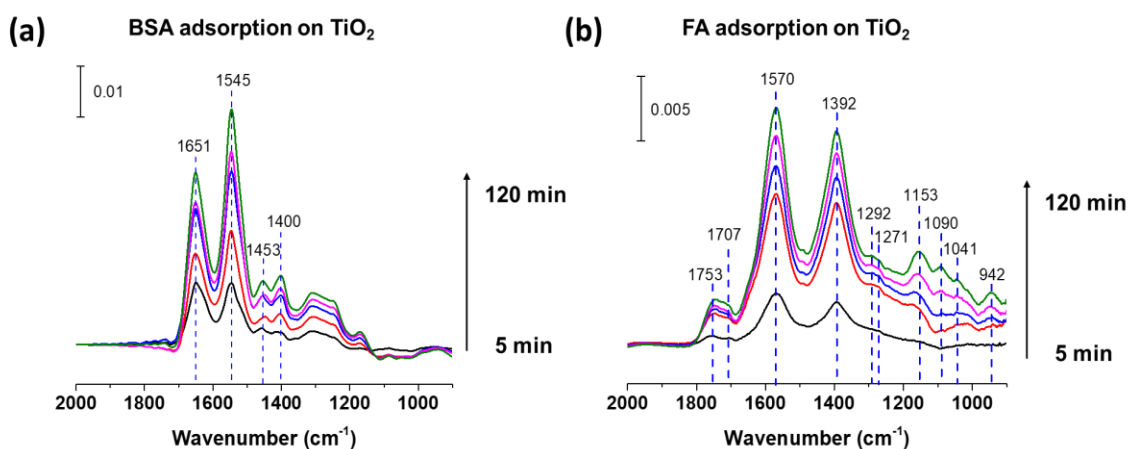 (a)
BSA adsorption on TiO₂
0.01
1651
1545
1453
1400
120 min
5 min
2000 1800 1600 1400 1200 1000
Wavenumber (cm⁻¹)
(b)
FA adsorption on TiO₂
0.005
1753
1707
1570
1392
1292
1271
1153
1090
1041
942
120 min
5 min
2000 1800 1600 1400 1200 1000
Wavenumber (cm⁻¹)